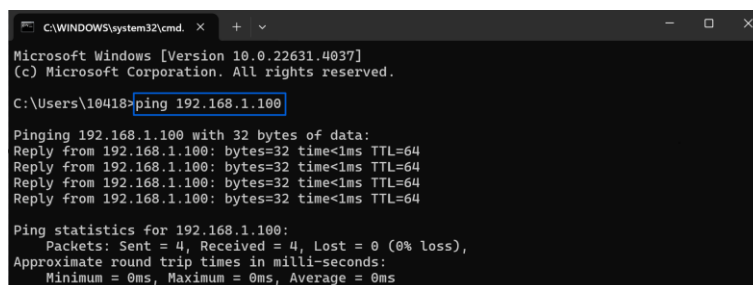 C:\WINDOWS\system32\cmd.
Microsoft Windows [Version 10.0.22631.4037]
(c) Microsoft Corporation. All rights reserved.
C:\Users\10418>ping 192.168.1.100
Pinging 192.168.1.100 with 32 bytes of data:
Reply from 192.168.1.100: bytes=32 time<1ms TTL=64
Reply from 192.168.1.100: bytes=32 time<1ms TTL=64
Reply from 192.168.1.100: bytes=32 time<1ms TTL=64
Reply from 192.168.1.100: bytes=32 time<1ms TTL=64
Ping statistics for 192.168.1.100:
Packets: Sent = 4, Received = 4, Lost = 0 (0% loss),
Approximate round trip times in milli-seconds:
Minimum = 0ms, Maximum = 0ms, Average = 0ms